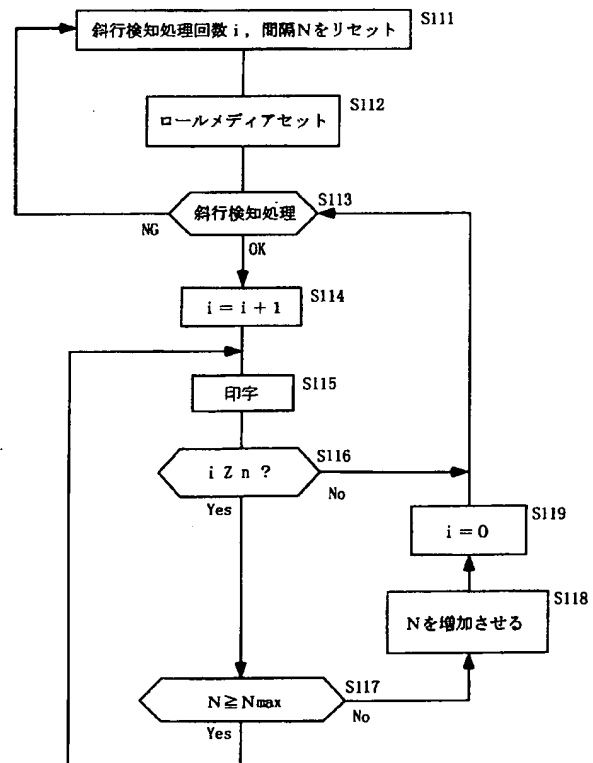 S111
斜行検知処理回数i，間隔Nをリセット
S112
ロールメディアセット
S113
斜行検知処理
NG
OK
S114
i＝i＋1
S115
印字
S116
i Z n ?
No
Yes
S119
i＝0
S118
Nを増加させる
S117
N≧Nmax
No
Yes